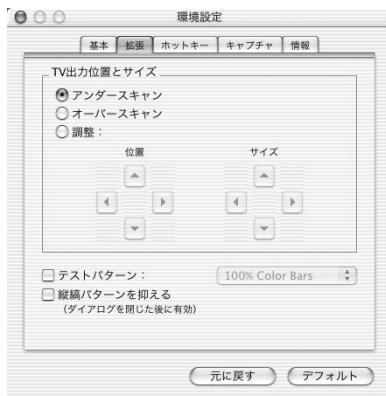 環境設定
基本 拡張 ホットキー キャプチャ 情報
TV出力位置とサイズ
アンダースキャン
オーバースキャン
調整：
位置 サイズ
テストパターン： 100% Color Bars
縦縞パターンを抑える
(ダイアログを閉じた後に有効)
元に戻す デフォルト